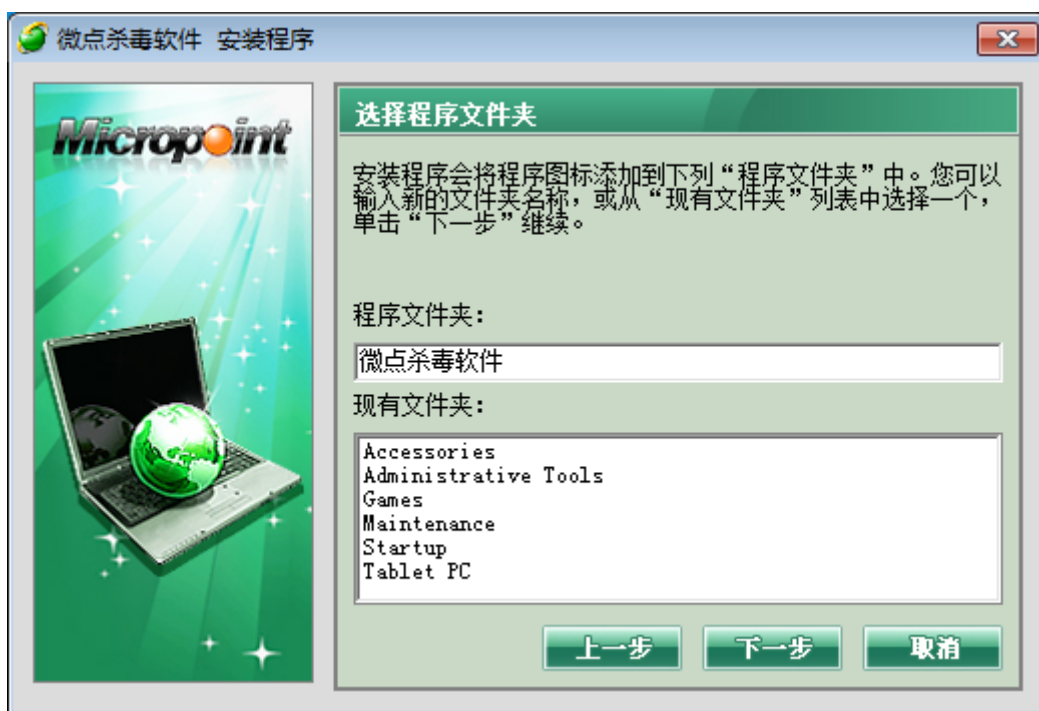 微点杀毒软件 安装程序
Micropoint
选择程序文件夹
安装程序会将程序图标添加到下列“程序文件夹”中。您可以
输入新的文件夹名称，或从“现有文件夹”列表中选择一个，
单击“下一步”继续。
程序文件夹：
微点杀毒软件
现有文件夹：
Accessories
Administrative Tools
Games
Maintenance
Startup
Tablet PC
上一步 下一步 取消